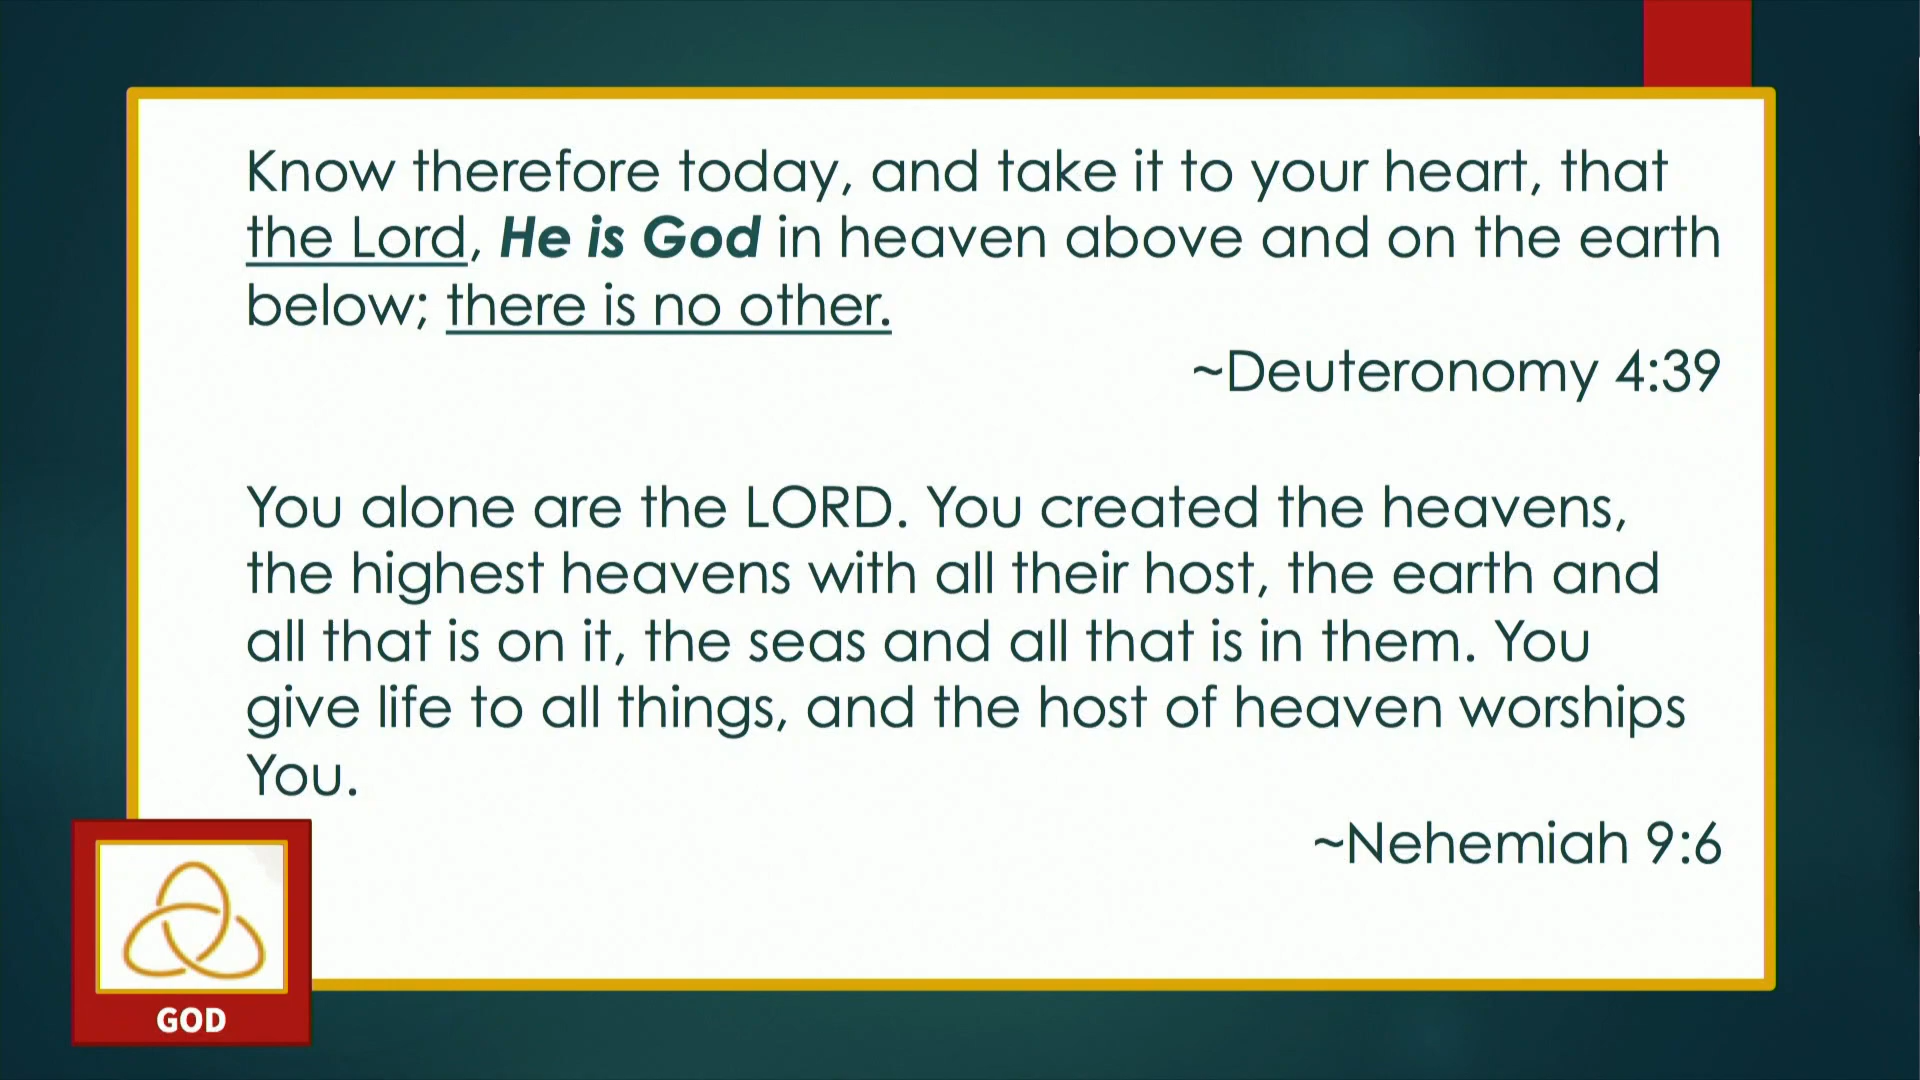 Know therefore today, and take it to your heart, that
the Lord, He is God in heaven above and on the earth
below; there is no other.
~Deuteronomy 4:39
You alone are the LORD. You created the heavens,
the highest heavens with all their host, the earth and
all that is on it, the seas and all that is in them. You
give life to all things, and the host of heaven worships
You.
~Nehemiah 9:6
GOD